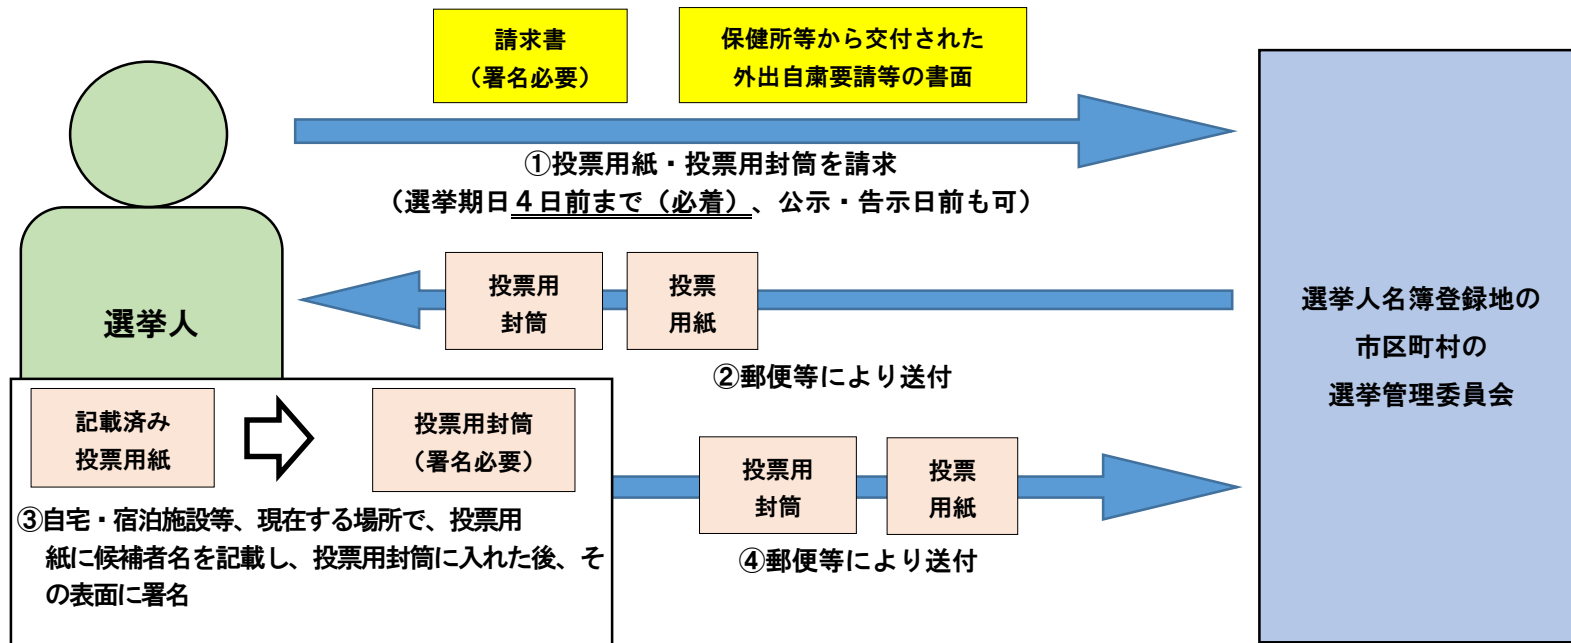 請求書
（署名必要）
保健所等から交付された
外出自粛要請等の書面
①投票用紙・投票用封筒を請求
（選挙期日４日前まで（必着）、公示・告示日前も可）
選挙人
投票用
封筒
投票
用紙
②郵便等により送付
選挙人名簿登録地の
市区町村の
選挙管理委員会
記載済み
投票用紙
投票用封筒
（署名必要）
③自宅・宿泊施設等、現在する場所で、投票用
紙に候補者名を記載し、投票用封筒に入れた後、そ
の表面に署名
投票用
封筒
投票
用紙
④郵便等により送付